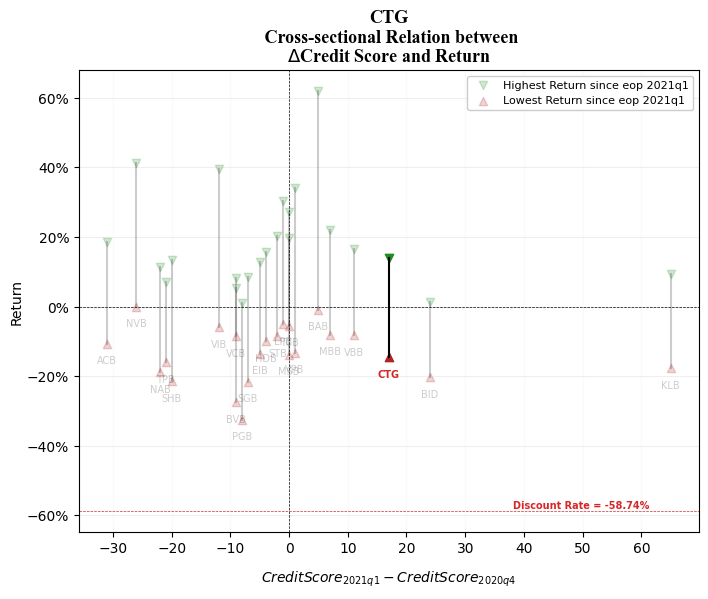 CTG
Cross-sectional Relation between
ΔCredit Score and Return
Highest Return since eop 2021q1
Lowest Return since eop 2021q1
60%
40%
20%
0%
−20%
−40%
−60%
Return
NVB
ACB
VIB
VCB
BAB
MBB
VBB
CTG
BID
KLB
HDB
STB
EIB
TPB
NAB
SHB
SGB
BVB
PGB
Discount Rate = -58.74%
−30
−20
−10
0
10
20
30
40
50
60
CreditScore2021q1 − CreditScore2020q4